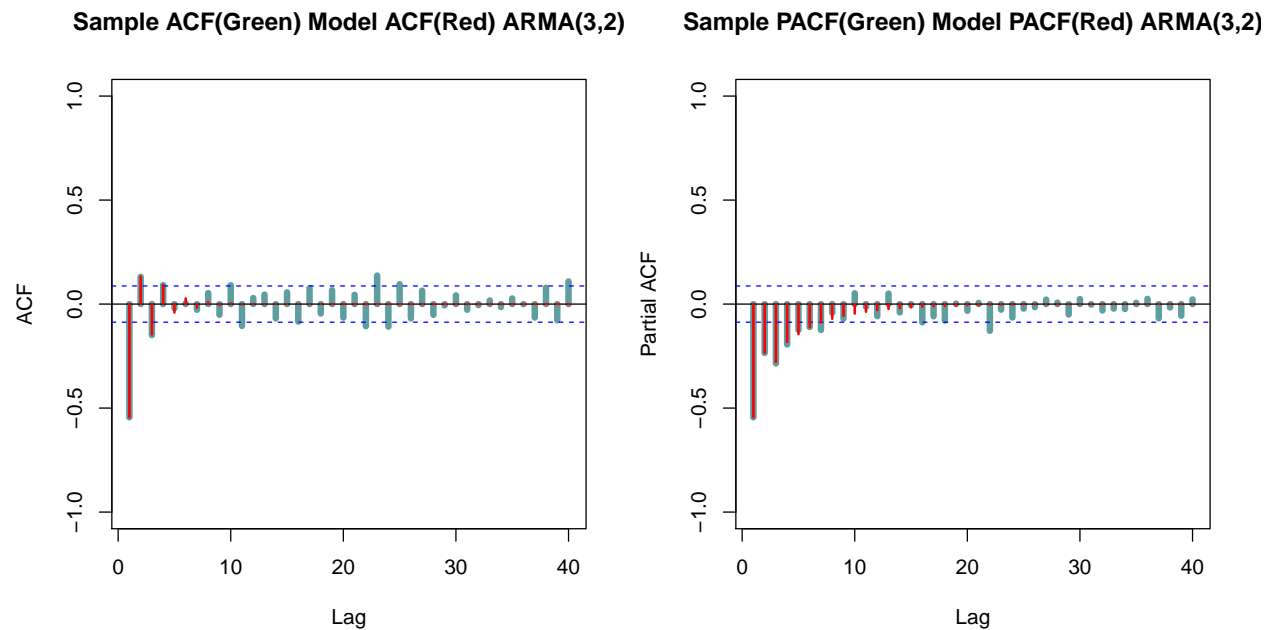 Sample ACF(Green) Model ACF(Red) ARMA(3,2)
ACF
1.0
0.5
0.0
−0.5
−1.0
0 10 20 30 40
Lag
Sample PACF(Green) Model PACF(Red) ARMA(3,2)
Partial ACF
1.0
0.5
0.0
−0.5
−1.0
0 10 20 30 40
Lag